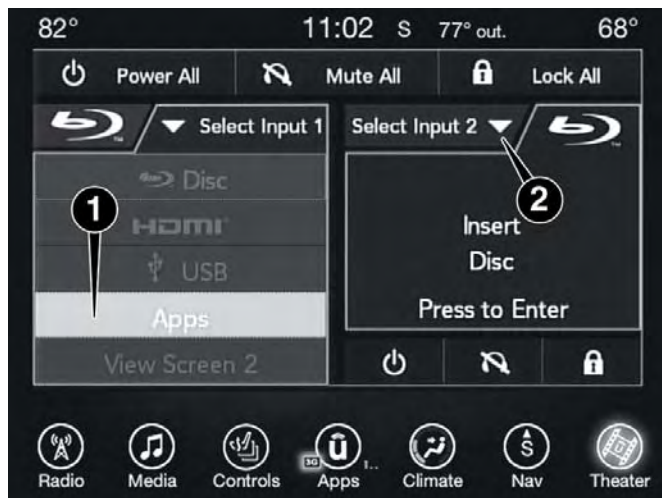 82° 11:02 S 77° out. 68°
Power All Mute All Lock All
Select Input 1 Select Input 2
Disc
HDMI
USB
Apps
View Screen 2
1
2
Insert
Disc
Press to Enter
Radio Media Controls 3G ū 1.. Apps Climate S Nav Theater